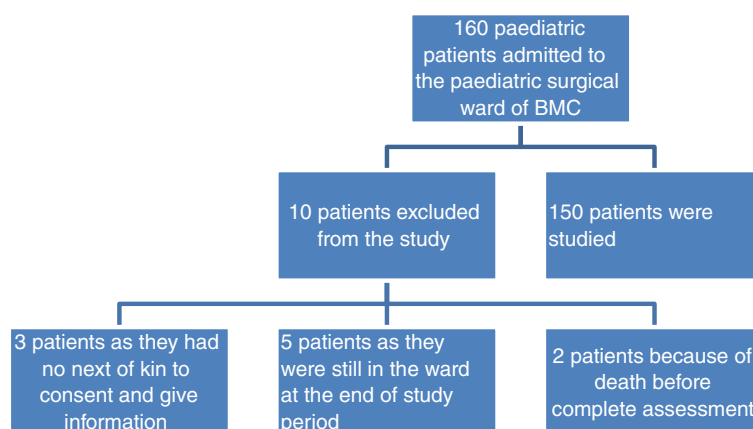 160 paediatric
patients admitted to
the paediatric surgical
ward of BMC
10 patients excluded
from the study
150 patients were
studied
3 patients as they had
no next of kin to
consent and give
information
5 patients as they
were still in the ward
at the end of study
period
2 patients because of
death before
complete assessment